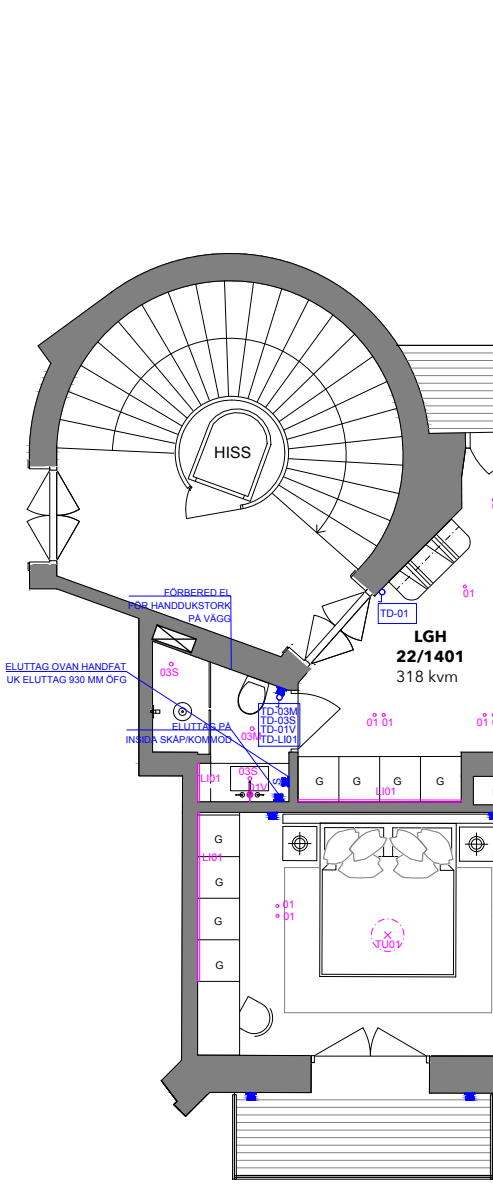 HISS
FÖRBERED EL
FÖR HANDDUKSTORK
PÅ VÄGG
TD-01
01
LGH
22/1401
318 kvm
ELUTTAG OVAN HANDFAT
UK ELUTTAG 930 MM ÖFG
03S
TD-03M
TD-03S
TD-01V
TD-LI01
01 01
01
ELUTTAG PÅ
INSIDA SKÅP/KOMMOD
03M
LI01
03S
01V
S
G G G G
LI01
G
LI01
G
G
G
01
01
TU01